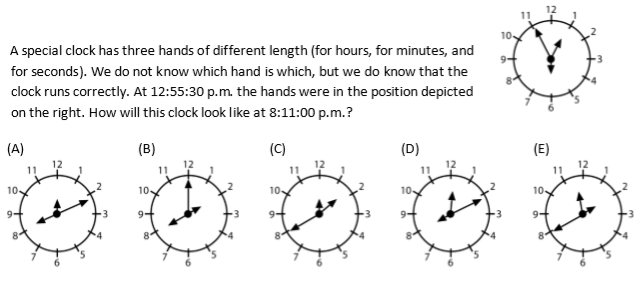 A special clock has three hands of different length (for hours, for minutes, and
for seconds). We do not know which hand is which, but we do know that the
clock runs correctly. At 12:55:30 p.m. the hands were in the position depicted
on the right. How will this clock look like at 8:11:00 p.m.?
12
11 1
10 2
9 3
8 4
7 5
6
(A) (B) (C) (D) (E)
12 12 12 12 12
11 1 11 1 11 1 11 1 11 1
10 2 10 2 10 2 10 2 10 2
9 3 9 3 9 3 9 3 9 3
8 4 8 4 8 4 8 4 8 4
7 5 7 5 7 5 7 5 7 5
6 6 6 6 6